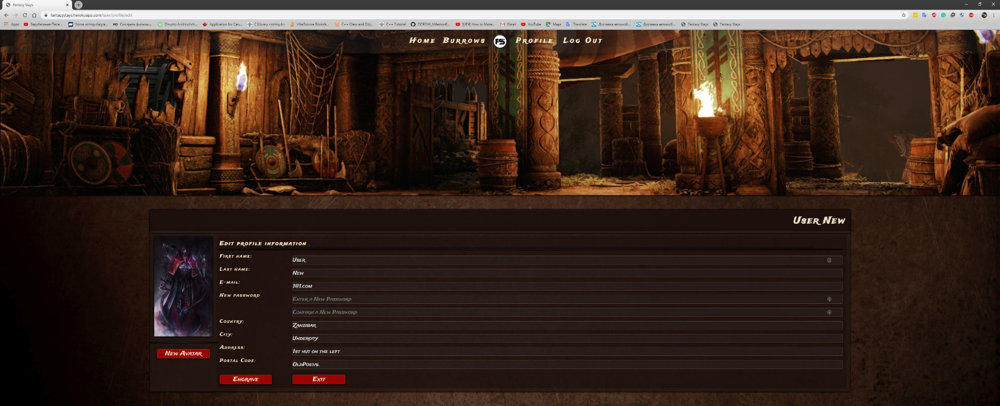 Fantasy Stays
fantazystays.herokuapp.com/user/profile/edit
Apps Зарубежные Песн... Some wiring diagra... HD Смотреть фильмы... Dmytro Andriushch... Application for Can... C Library <string.h> VitalSource Booksh... C++ Class and Obj... C++ Tutorial OOP244_Mileston6... [UE4] How to Make... Gmail YouTube Maps Translate Доставка автомоб... Доставка автомоб... Fantasy Stays Fantasy Stays
Home Burrows FS Profile Log Out
User New
Edit profile information
First name: User
Last name: New
E-mail: 1@1.com
New password Enter a New Password
Confirm a New Password
Country: Zanzibar
City: Undercity
Address: 1st hut on the left
Postal Code: OldPostal
New Avatar
Engrave Exit